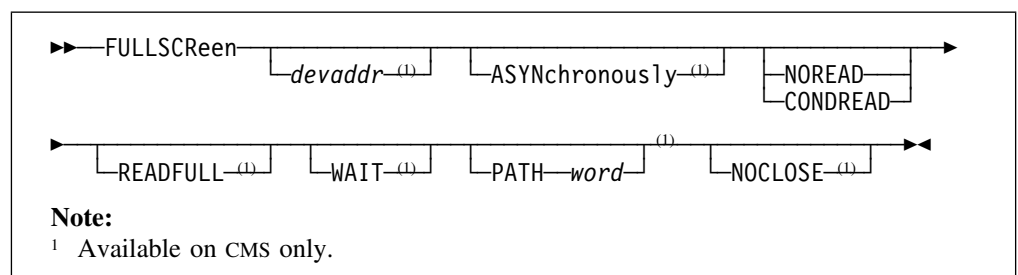 ►►──FULLSCReen──┬─────────────┬──┬────────────────────┬──┬──────────┬──►
devaddr (1) ASYNchronously (1) NOREAD
CONDREAD
►──┬──────────────┬──┬──────────┬──┬────────────┬──┬─────────────┬──►◄
READFULL (1) WAIT (1) PATH word (1) NOCLOSE (1)
Note:
1 Available on CMS only.